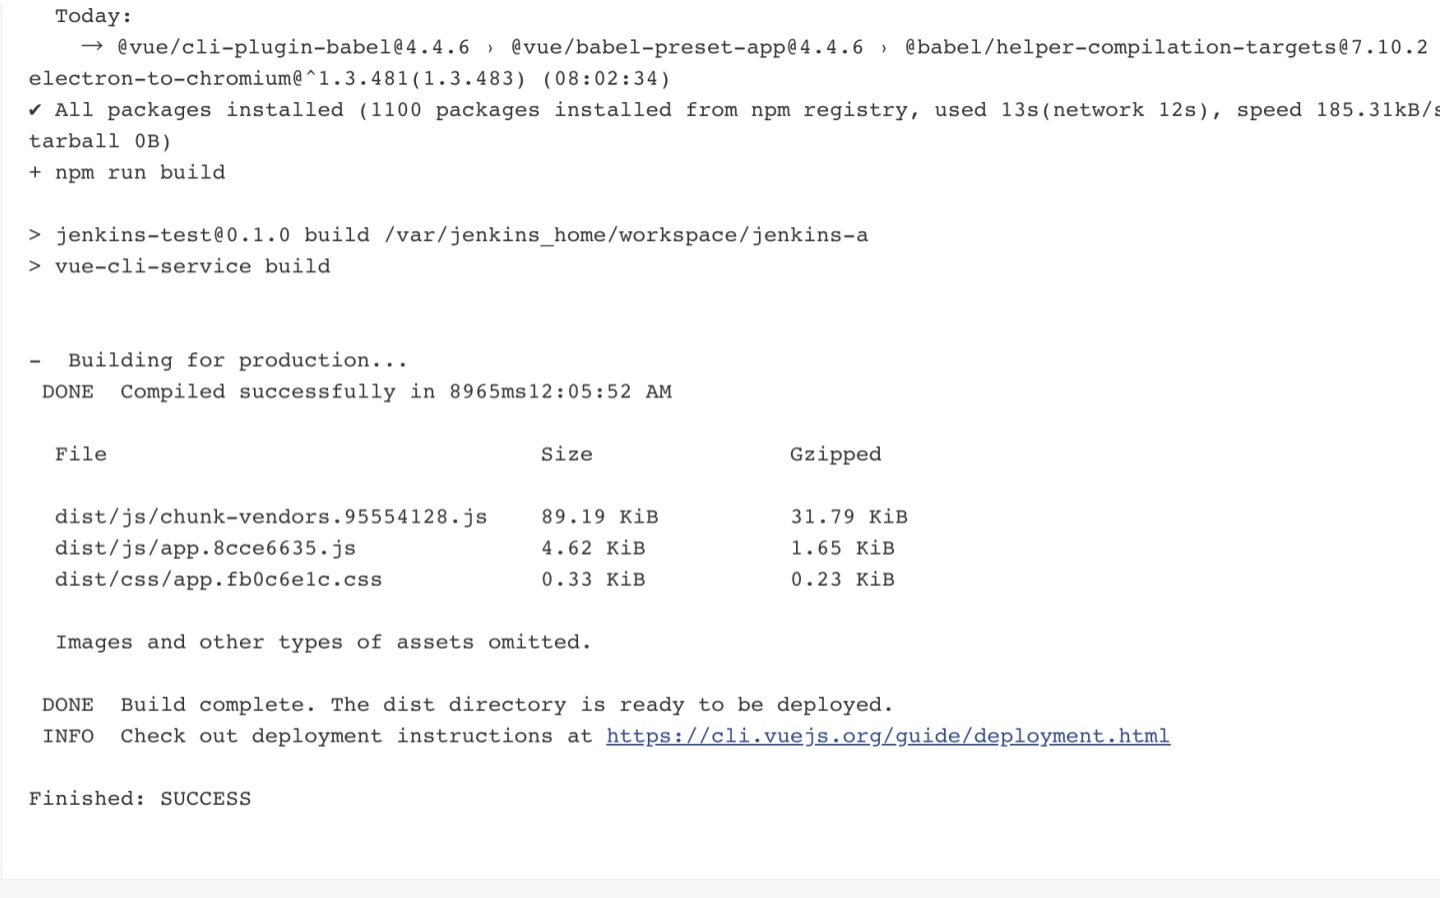 Today:
→ @vue/cli-plugin-babel@4.4.6 › @vue/babel-preset-app@4.4.6 › @babel/helper-compilation-targets@7.10.2
electron-to-chromium@^1.3.481(1.3.483) (08:02:34)
✔ All packages installed (1100 packages installed from npm registry, used 13s(network 12s), speed 185.31kB/s
tarball 0B)
+ npm run build
> jenkins-test@0.1.0 build /var/jenkins_home/workspace/jenkins-a
> vue-cli-service build
-  Building for production...
DONE  Compiled successfully in 8965ms12:05:52 AM
File Size Gzipped
dist/js/chunk-vendors.95554128.js 89.19 KiB 31.79 KiB
dist/js/app.8cce6635.js 4.62 KiB 1.65 KiB
dist/css/app.fb0c6e1c.css 0.33 KiB 0.23 KiB
Images and other types of assets omitted.
DONE  Build complete. The dist directory is ready to be deployed.
INFO  Check out deployment instructions at https://cli.vuejs.org/guide/deployment.html
Finished: SUCCESS